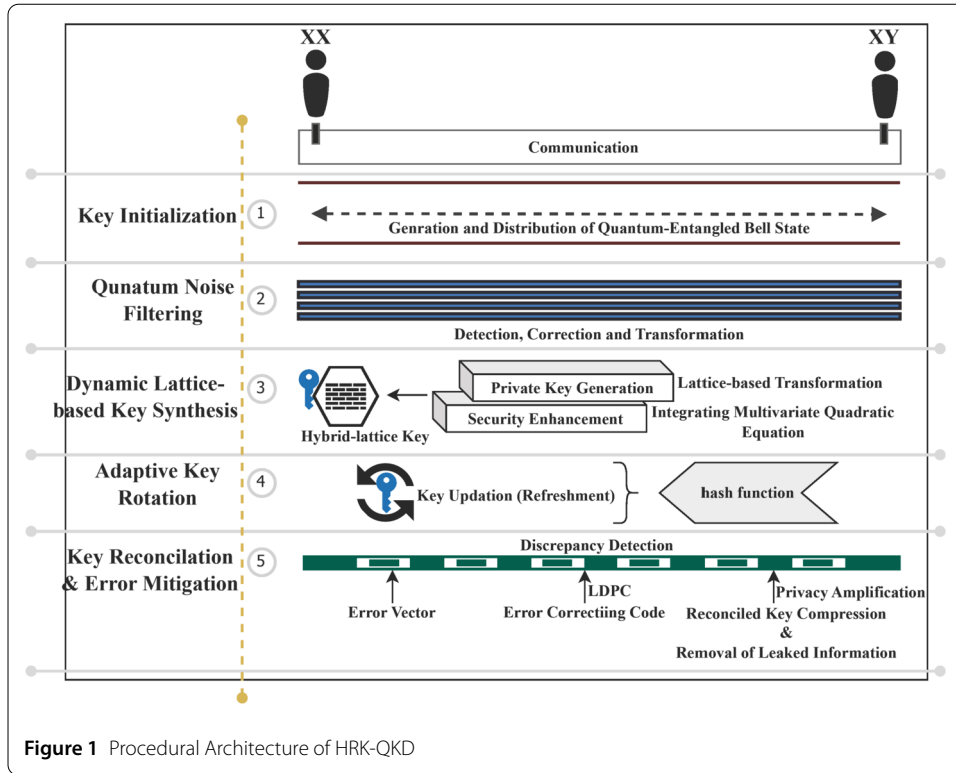 XX
XY
Communication
Key Initialization
1
Genration and Distribution of Quantum-Entangled Bell State
Qunatum Noise
Filtering
2
Detection, Correction and Transformation
Dynamic Lattice-
based Key Synthesis
3
Hybrid-lattice Key
Private Key Generation
Lattice-based Transformation
Security Enhancement
Integrating Multivariate Quadratic
Equation
Adaptive Key
Rotation
4
Key Updation (Refreshment)
hash function
Key Reconcilation
& Error Mitigation
5
Discrepancy Detection
Error Vector
LDPC
Error Correctiing Code
Privacy Amplification
Reconciled Key Compression
&
Removal of Leaked Information
Figure 1 Procedural Architecture of HRK-QKD